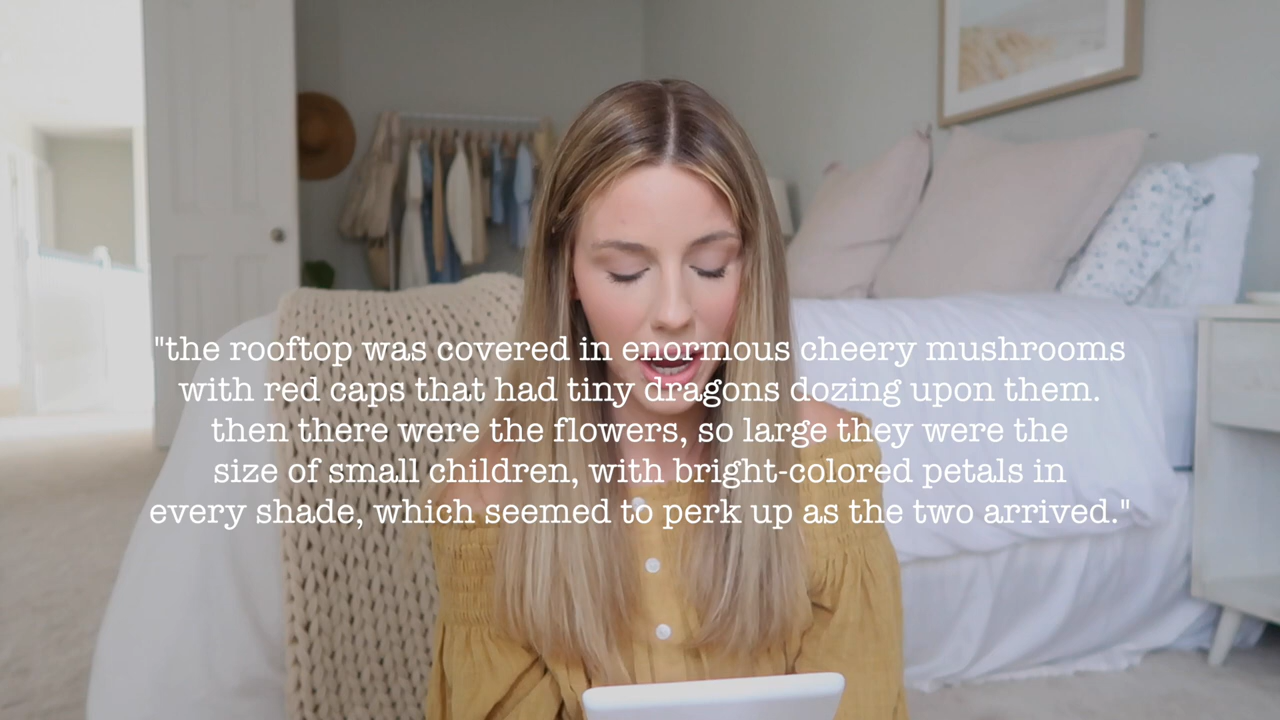 "the rooftop was covered in enormous cheery mushrooms
with red caps that had tiny dragons dozing upon them.
then there were the flowers, so large they were the
size of small children, with bright-colored petals in
every shade, which seemed to perk up as the two arrived."